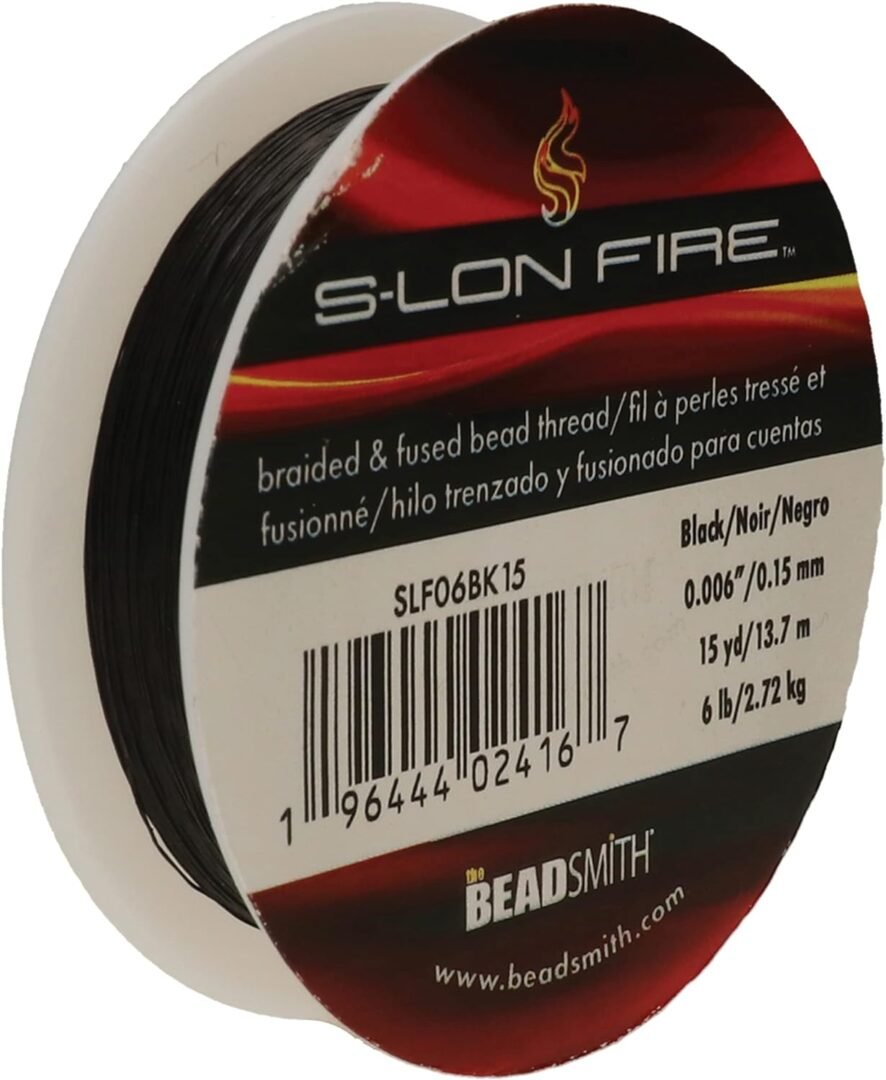 S-LON FIRE™
braided & fused bead thread/fil à perles tressé et
fusionné/hilo trenzado y fusionado para cuentas
SLF06BK15
Black/Noir/Negro
0.006”/0.15 mm
15 yd/13.7 m
6 lb/2.72 kg
1 96444 02416 7
the
BEADSMITH
www.beadsmith.com